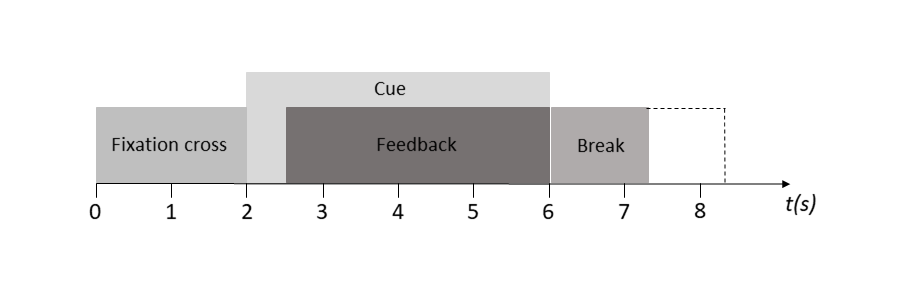 Cue
Fixation cross
Feedback
Break
0 1 2 3 4 5 6 7 8 t(s)